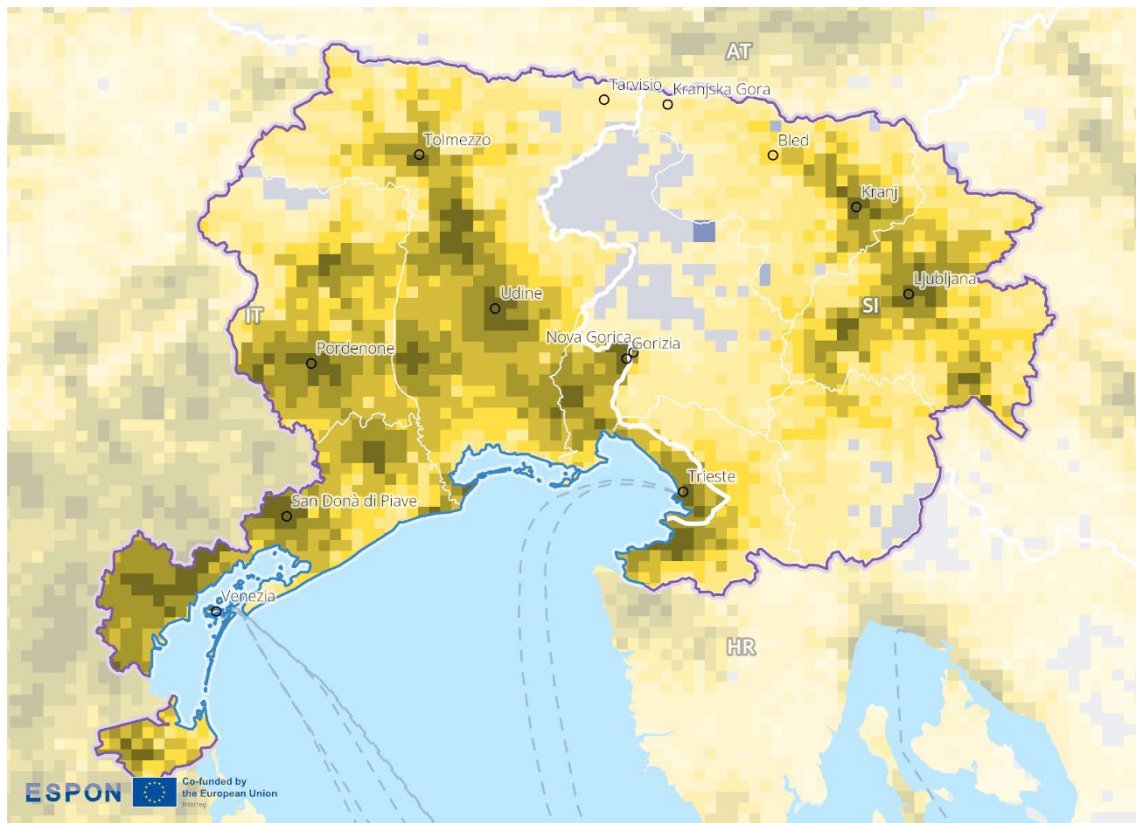 AT
Tarvisio
Kranjska Gora
Tolmezzo
Bled
Kranj
Ljubljana
Udine
SI
IT
Nova Gorica
Gorizia
Pordenone
Trieste
San Donà di Piave
Venezia
HR
ESPON
Co-funded by
the European Union
Interreg